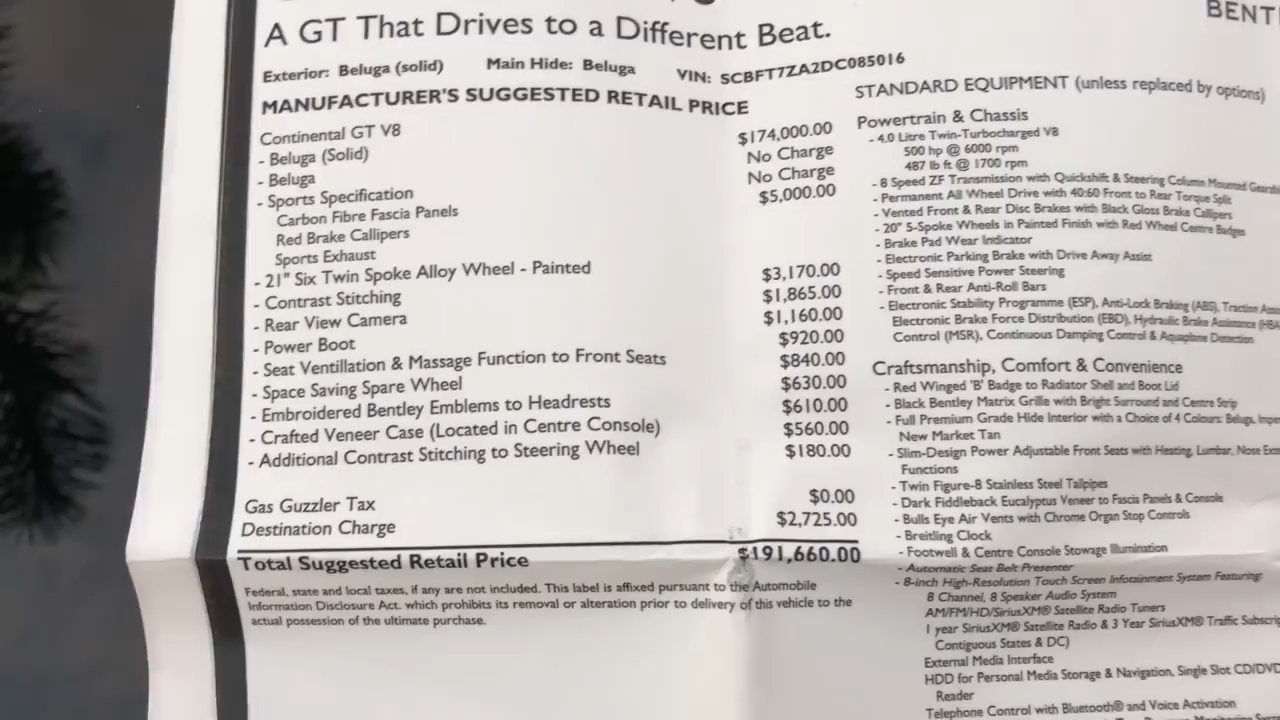 BENT
A GT That Drives to a Different Beat.
Exterior: Beluga (solid) Main Hide: Beluga VIN: SCBFT7ZA2DC085016
MANUFACTURER'S SUGGESTED RETAIL PRICE
Continental GT V8 $174,000.00
- Beluga (Solid) No Charge
- Beluga No Charge
- Sports Specification $5,000.00
Carbon Fibre Fascia Panels
Red Brake Callipers
Sports Exhaust
- 21" Six Twin Spoke Alloy Wheel - Painted $3,170.00
- Contrast Stitching $1,865.00
- Rear View Camera $1,160.00
- Power Boot $920.00
- Seat Ventillation & Massage Function to Front Seats $840.00
- Space Saving Spare Wheel $630.00
- Embroidered Bentley Emblems to Headrests $610.00
- Crafted Veneer Case (Located in Centre Console) $560.00
- Additional Contrast Stitching to Steering Wheel $180.00
Gas Guzzler Tax $0.00
Destination Charge $2,725.00
Total Suggested Retail Price $191,660.00
Federal, state and local taxes, if any are not included. This label is affixed pursuant to the Automobile
Information Disclosure Act. which prohibits its removal or alteration prior to delivery of this vehicle to the
actual possession of the ultimate purchase.
STANDARD EQUIPMENT (unless replaced by options)
Powertrain & Chassis
- 4.0 Litre Twin-Turbocharged V8
500 hp @ 6000 rpm
487 lb ft @ 1700 rpm
- 8 Speed ZF Transmission with Quickshift & Steering Column Mounted
- Permanent All Wheel Drive with 40:60 Front to Rear Torque Split
- Vented Front & Rear Disc Brakes with Black Gloss Brake Callipers
- 20" 5-Spoke Wheels in Painted Finish with Red Wheel Centre Badges
- Brake Pad Wear Indicator
- Electronic Parking Brake with Drive Away Assist
- Speed Sensitive Power Steering
- Front & Rear Anti-Roll Bars
- Electronic Stability Programme (ESP), Anti-Lock Braking (ABS), Traction
Electronic Brake Force Distribution (EBD), Hydraulic Brake Assistance
Control (MSR), Continuous Damping Control & Aquaplane Detection
Craftsmanship, Comfort & Convenience
- Red Winged 'B' Badge to Radiator Shell and Boot Lid
- Black Bentley Matrix Grille with Bright Surround and Centre Strip
- Full Premium Grade Hide Interior with a Choice of 4 Colours: Beluga,
New Market Tan
- Slim-Design Power Adjustable Front Seats with Heating, Lumbar, Nose
Functions
- Twin Figure-8 Stainless Steel Tailpipes
- Dark Fiddleback Eucalyptus Veneer to Fascia Panels & Console
- Bulls Eye Air Vents with Chrome Organ Stop Controls
- Breitling Clock
- Footwell & Centre Console Stowage Illumination
- Automatic Seat Belt Presenter
- 8-inch High-Resolution Touch Screen Infotainment System Featuring:
8 Channel, 8 Speaker Audio System
AM/FM/HD/SiriusXM® Satellite Radio Tuners
1 year SiriusXM® Satellite Radio & 3 Year SiriusXM® Traffic Subscrip
Contiguous States & DC)
External Media Interface
HDD for Personal Media Storage & Navigation, Single Slot CD/DVD
Reader
Telephone Control with Bluetooth® and Voice Activation